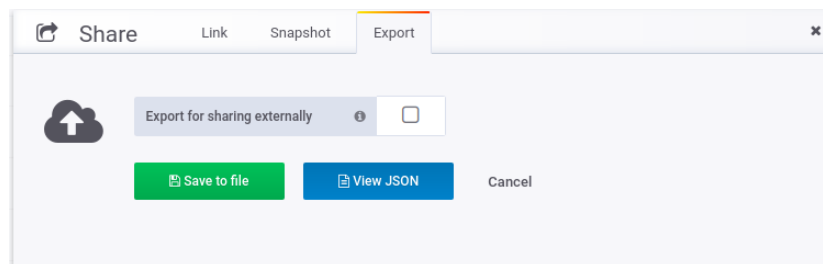 Share Link Snapshot Export
Export for sharing externally
Save to file View JSON Cancel